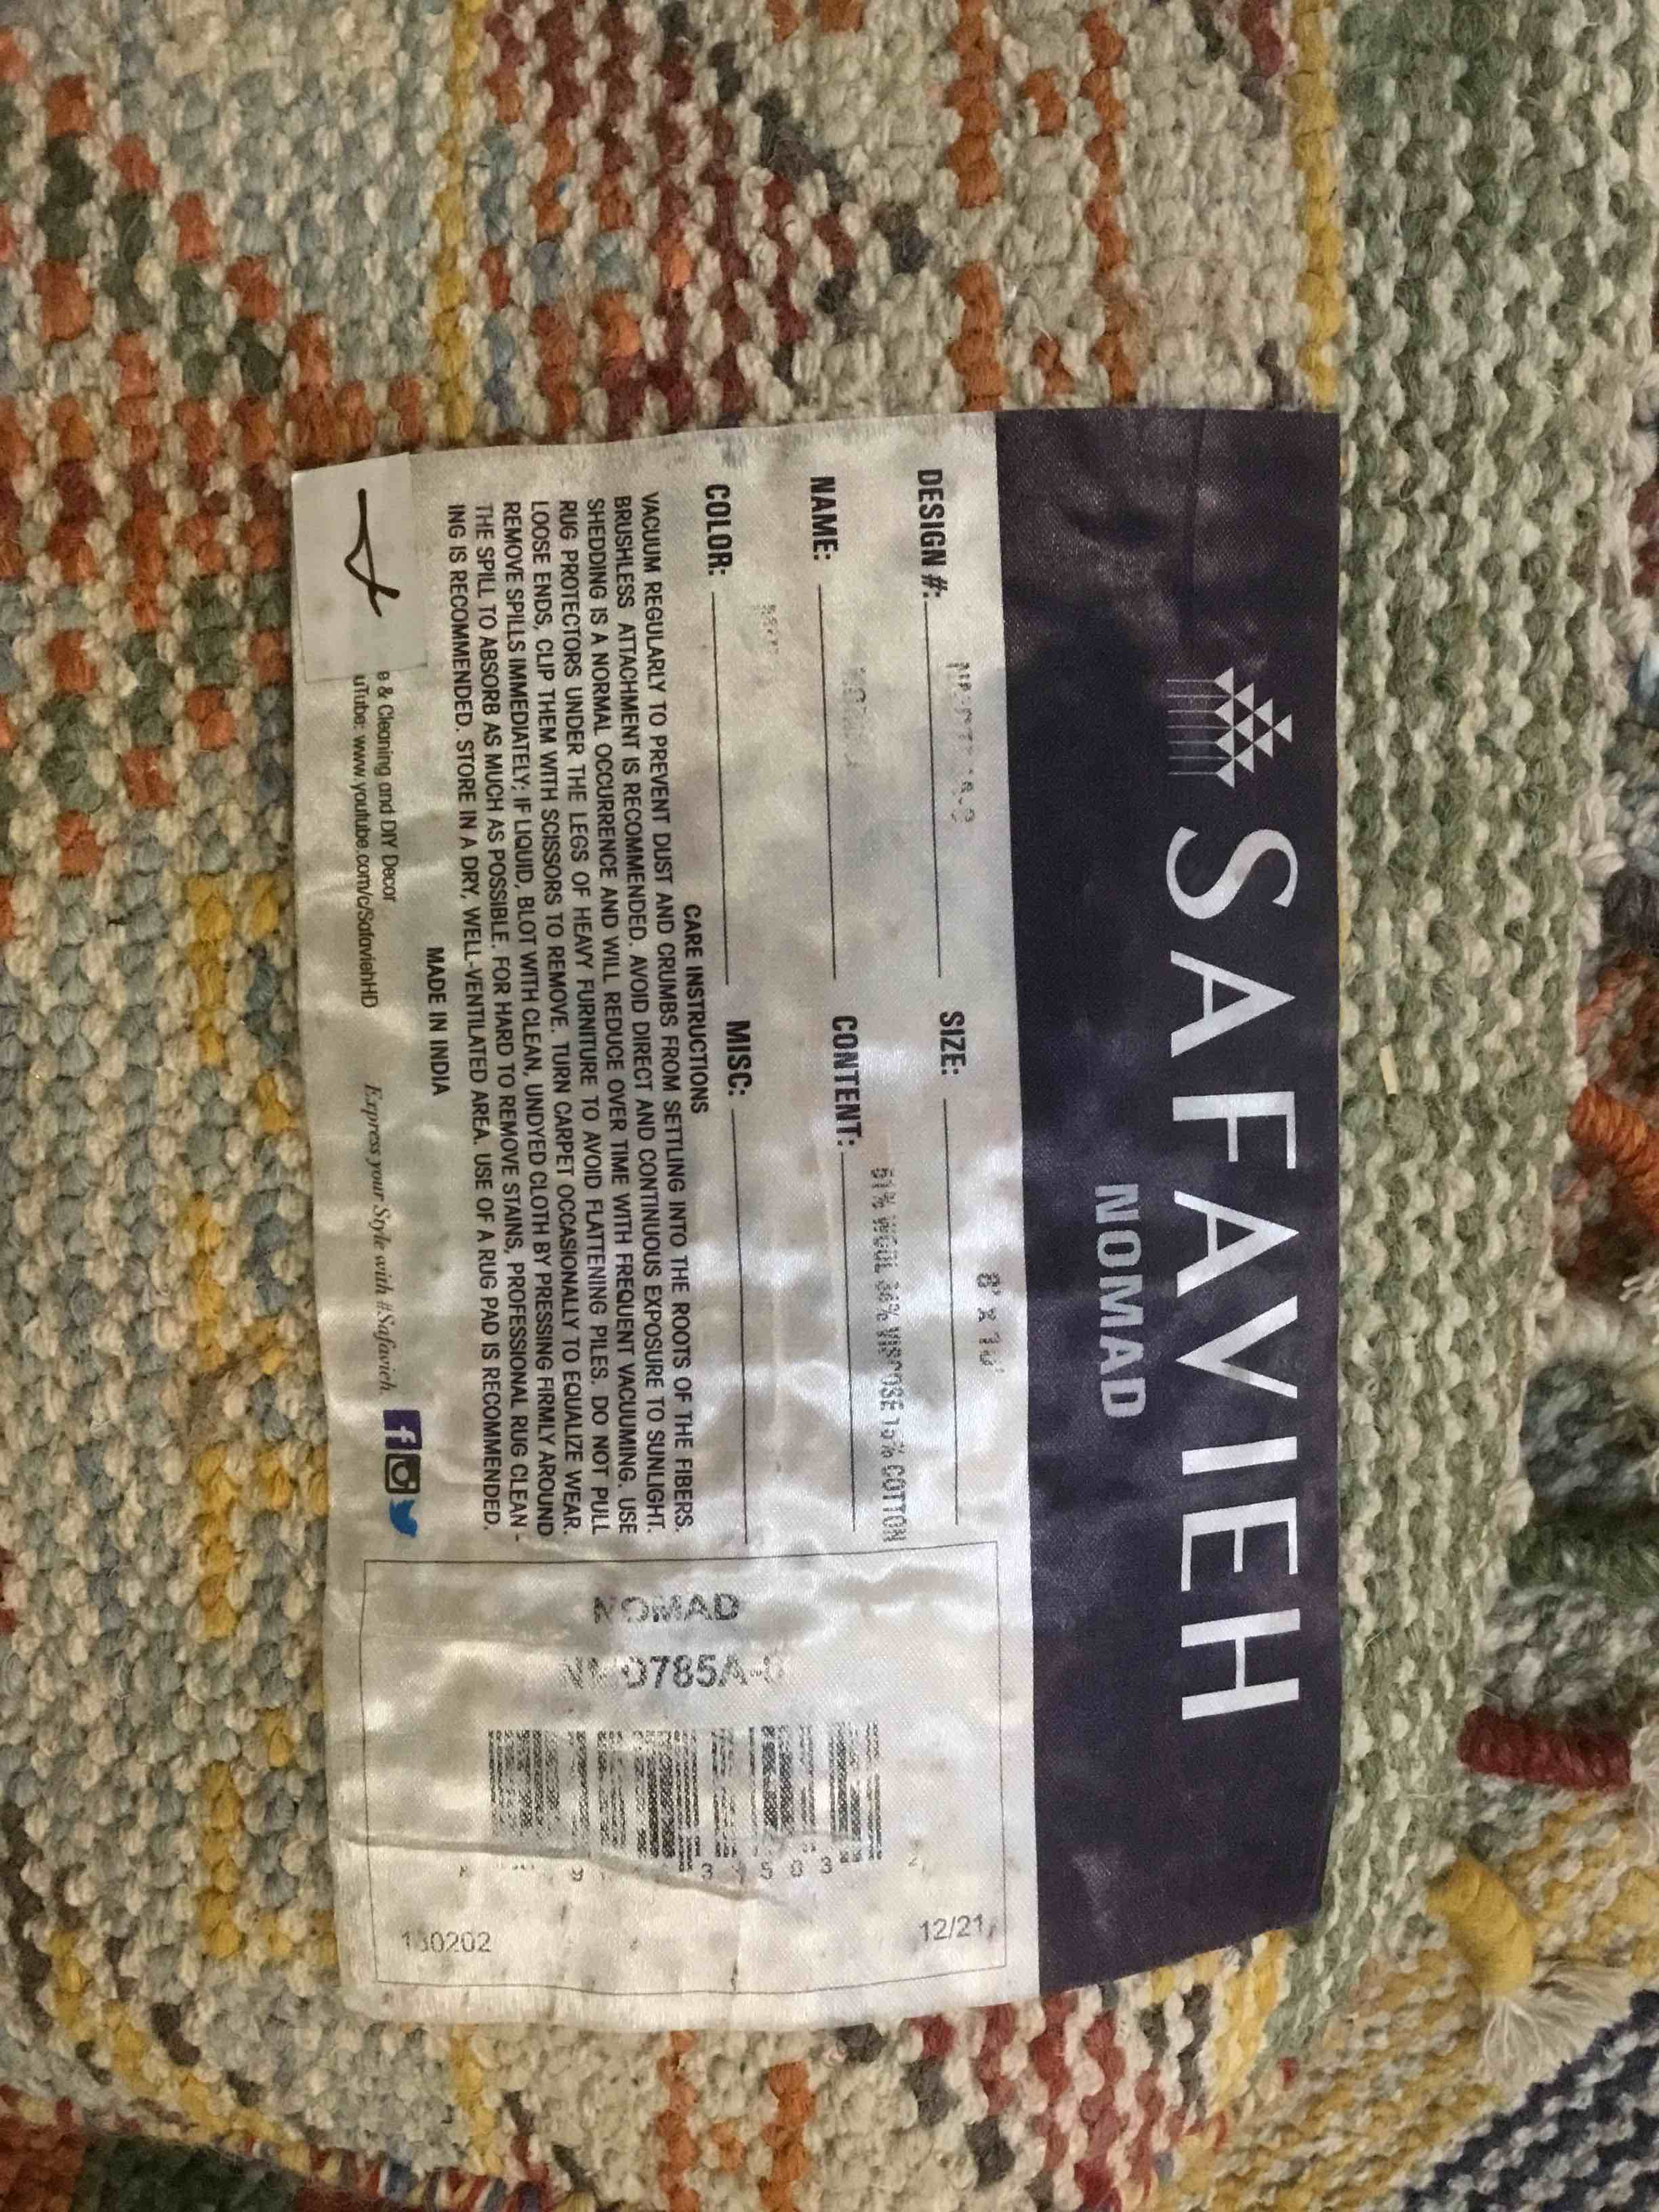 SAFAVIEH
NOMAD
DESIGN #:
SIZE: 8' x 10'
NAME:
CONTENT: WOOL VISCOSE COTTON
COLOR:
MISC:
CARE INSTRUCTIONS
VACUUM REGULARLY TO PREVENT DUST AND CRUMBS FROM SETTLING INTO THE ROOTS OF THE FIBERS.
BRUSHLESS ATTACHMENT IS RECOMMENDED. AVOID DIRECT AND CONTINUOUS EXPOSURE TO SUNLIGHT.
SHEDDING IS A NORMAL OCCURRENCE AND WILL REDUCE OVER TIME WITH FREQUENT VACUUMING. USE
RUG PROTECTORS UNDER THE LEGS OF HEAVY FURNITURE TO AVOID FLATTENING PILES. DO NOT PULL
LOOSE ENDS, CLIP THEM WITH SCISSORS TO REMOVE. TURN CARPET OCCASIONALLY TO EQUALIZE WEAR.
REMOVE SPILLS IMMEDIATELY; IF LIQUID, BLOT WITH CLEAN, UNDYED CLOTH BY PRESSING FIRMLY AROUND
THE SPILL TO ABSORB AS MUCH AS POSSIBLE. FOR HARD TO REMOVE STAINS, PROFESSIONAL RUG CLEAN-
ING IS RECOMMENDED. STORE IN A DRY, WELL-VENTILATED AREA. USE OF A RUG PAD IS RECOMMENDED.
MADE IN INDIA
e & Cleaning and DIY Decor
uTube: www.youtube.com/c/SafaviehHD
Express your Style with #Safavieh
NOMAD
12/21